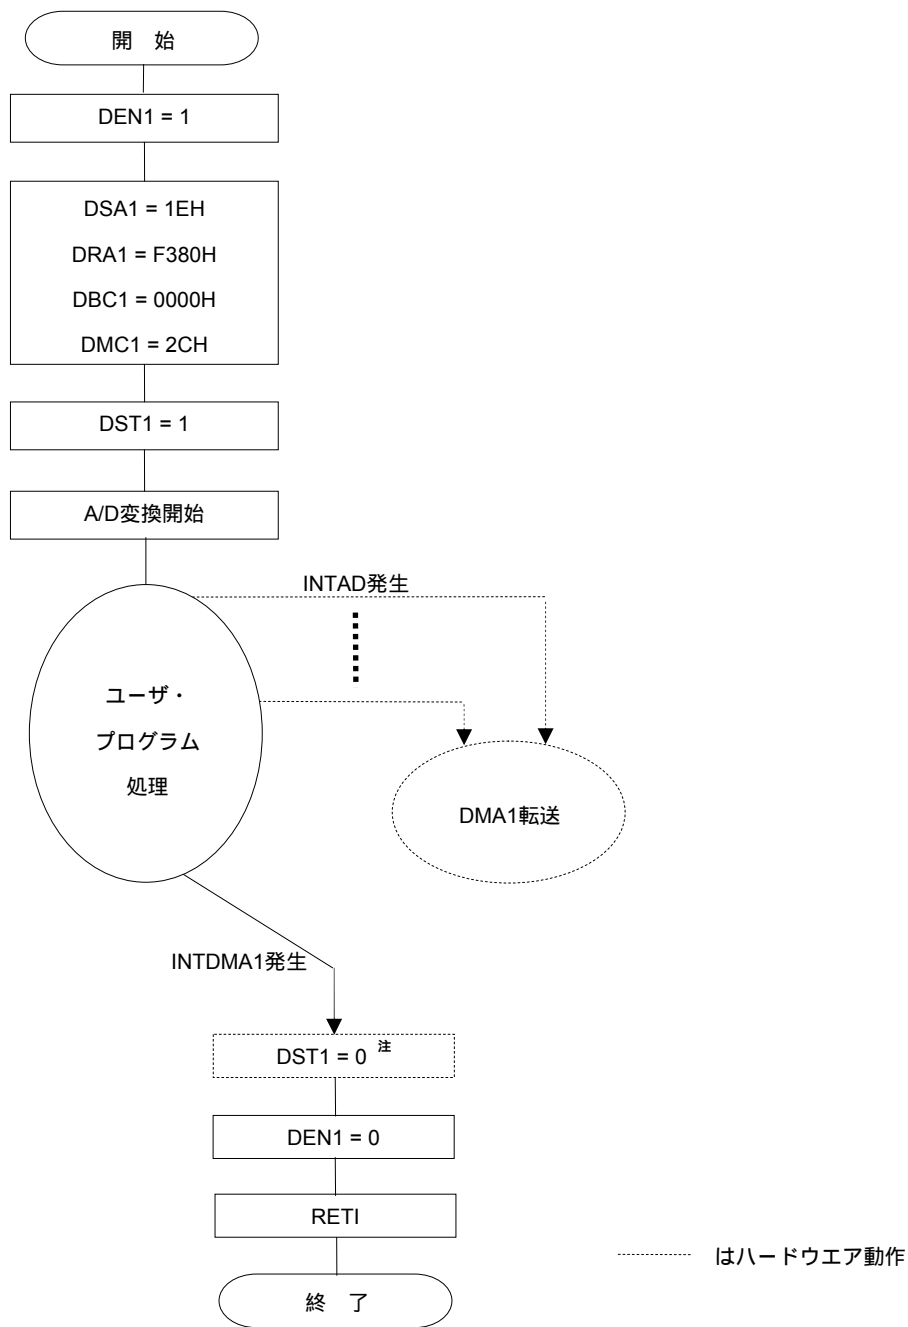 開 始
DEN1 = 1
DSA1 = 1EH
DRA1 = F380H
DBC1 = 0000H
DMC1 = 2CH
DST1 = 1
A/D変換開始
INTAD発生
ユーザ・
プログラム
処理
DMA1転送
INTDMA1発生
DST1 = 0 注
DEN1 = 0
RETI
はハードウエア動作
終 了